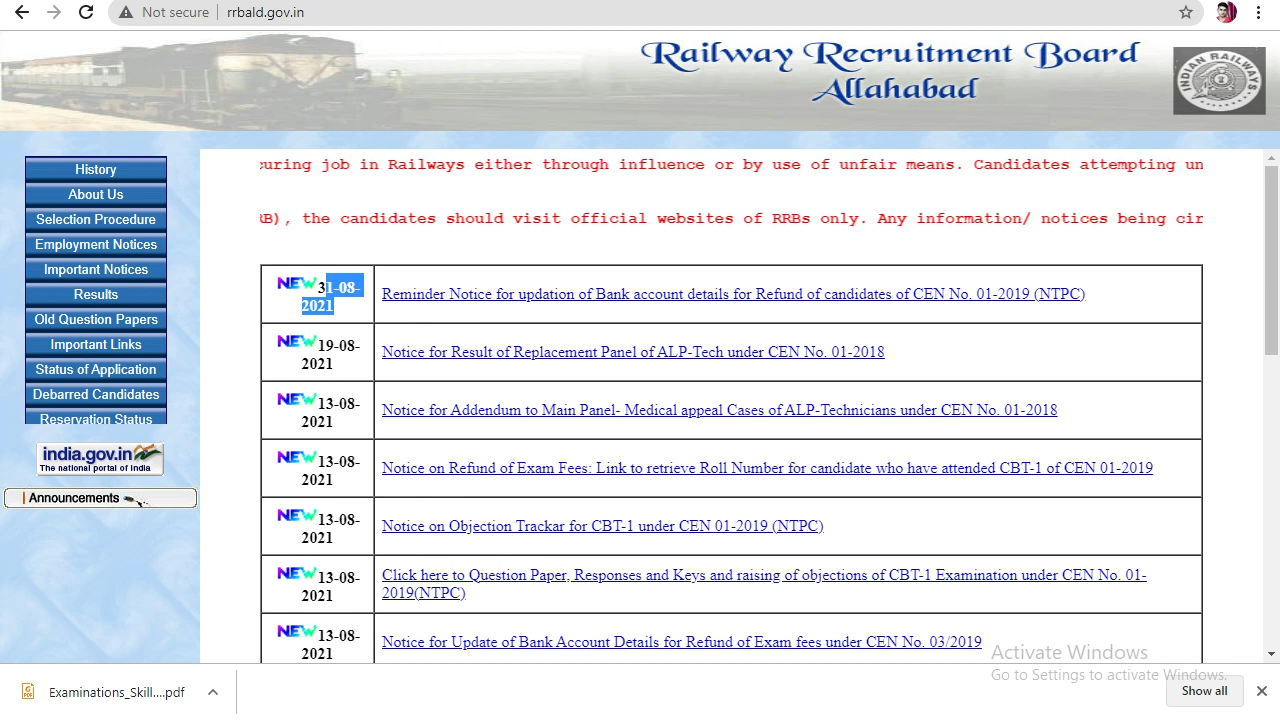 Not secure | rrbald.gov.in
Railway Recruitment Board
Allahabad
INDIAN RAILWAYS
History
About Us
Selection Procedure
Employment Notices
Important Notices
Results
Old Question Papers
Important Links
Status of Application
Debarred Candidates
Reservation Status
india.gov.in
The national portal of India
Announcements
curing job in Railways either through influence or by use of unfair means. Candidates attempting un
RB), the candidates should visit official websites of RRBs only. Any information/ notices being cir
NEW 31-08-
2021
Reminder Notice for updation of Bank account details for Refund of candidates of CEN No. 01-2019 (NTPC)
NEW 19-08-
2021
Notice for Result of Replacement Panel of ALP-Tech under CEN No. 01-2018
NEW 13-08-
2021
Notice for Addendum to Main Panel- Medical appeal Cases of ALP-Technicians under CEN No. 01-2018
NEW 13-08-
2021
Notice on Refund of Exam Fees: Link to retrieve Roll Number for candidate who have attended CBT-1 of CEN 01-2019
NEW 13-08-
2021
Notice on Objection Trackar for CBT-1 under CEN 01-2019 (NTPC)
NEW 13-08-
2021
Click here to Question Paper, Responses and Keys and raising of objections of CBT-1 Examination under CEN No. 01-
2019(NTPC)
NEW 13-08-
2021
Notice for Update of Bank Account Details for Refund of Exam fees under CEN No. 03/2019
Activate Windows
Go to Settings to activate Windows.
Examinations_Skill....pdf
Show all